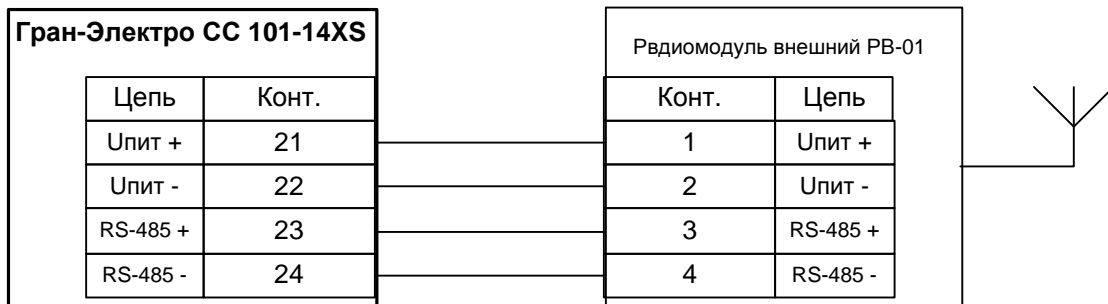 Гран-Электро СС 101-14XS
Рвдиомодуль внешний РВ-01
Цепь Конт. Конт. Цепь
Uпит + 21 1 Uпит +
Uпит - 22 2 Uпит -
RS-485 + 23 3 RS-485 +
RS-485 - 24 4 RS-485 -